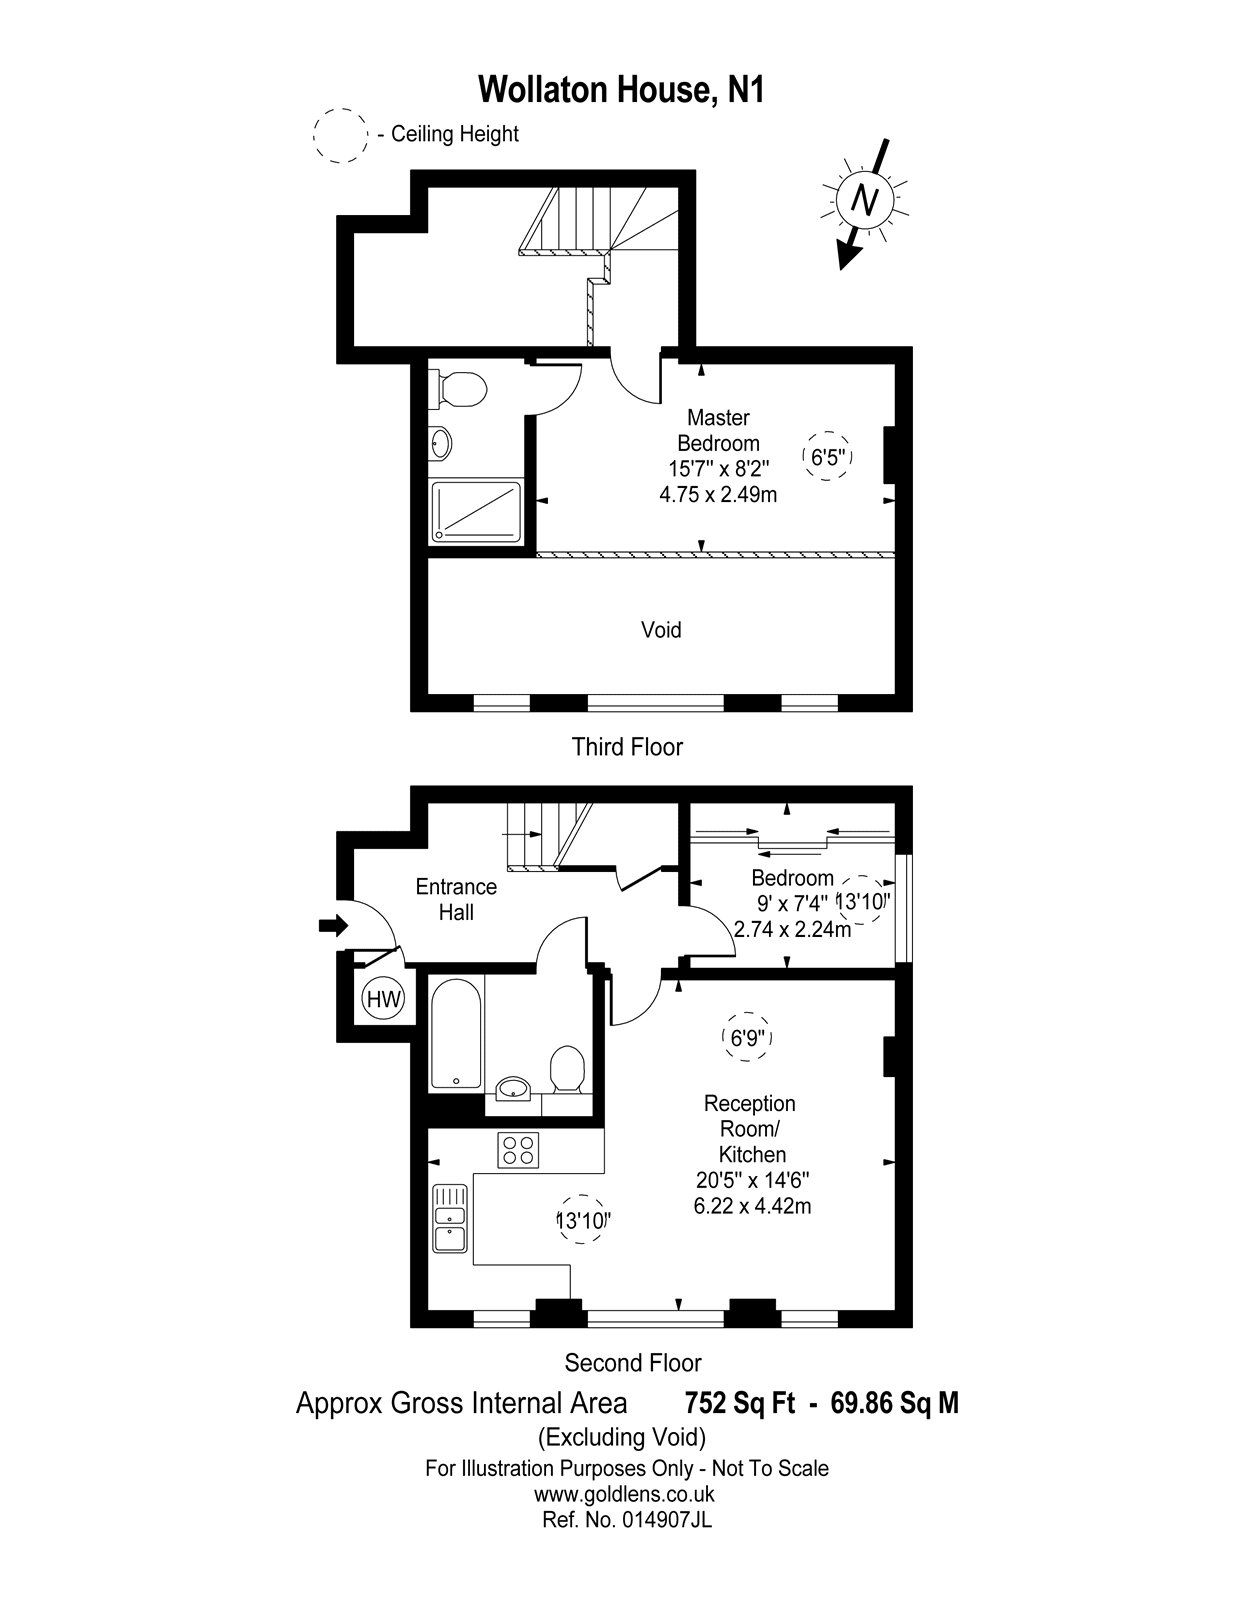 Wollaton House, N1
- Ceiling Height
N
Master
Bedroom
15'7" x 8'2"
4.75 x 2.49m
6'5"
Void
Third Floor
Entrance
Hall
Bedroom
9' x 7'4"
2.74 x 2.24m
13'10"
HW
6'9"
Reception
Room/
Kitchen
20'5" x 14'6"
6.22 x 4.42m
13'10"
Second Floor
Approx Gross Internal Area 752 Sq Ft - 69.86 Sq M
(Excluding Void)
For Illustration Purposes Only - Not To Scale
www.goldlens.co.uk
Ref. No. 014907JL